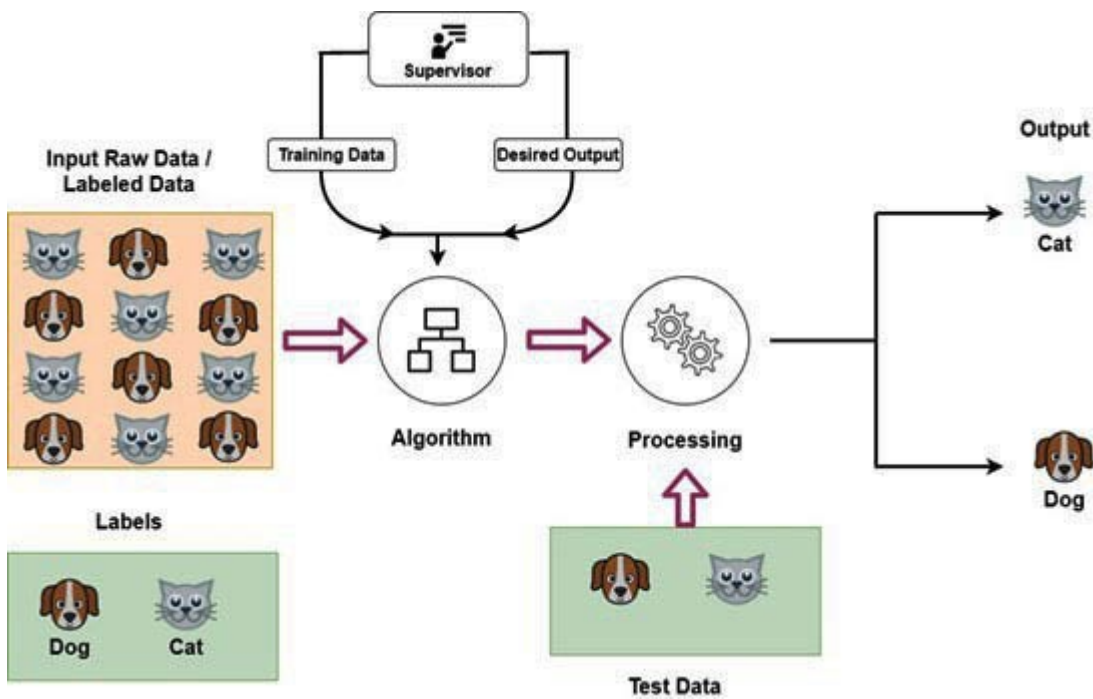 Supervisor
Training Data
Desired Output
Input Raw Data /
Labeled Data
Output
Cat
Algorithm
Processing
Dog
Labels
Dog
Cat
Test Data